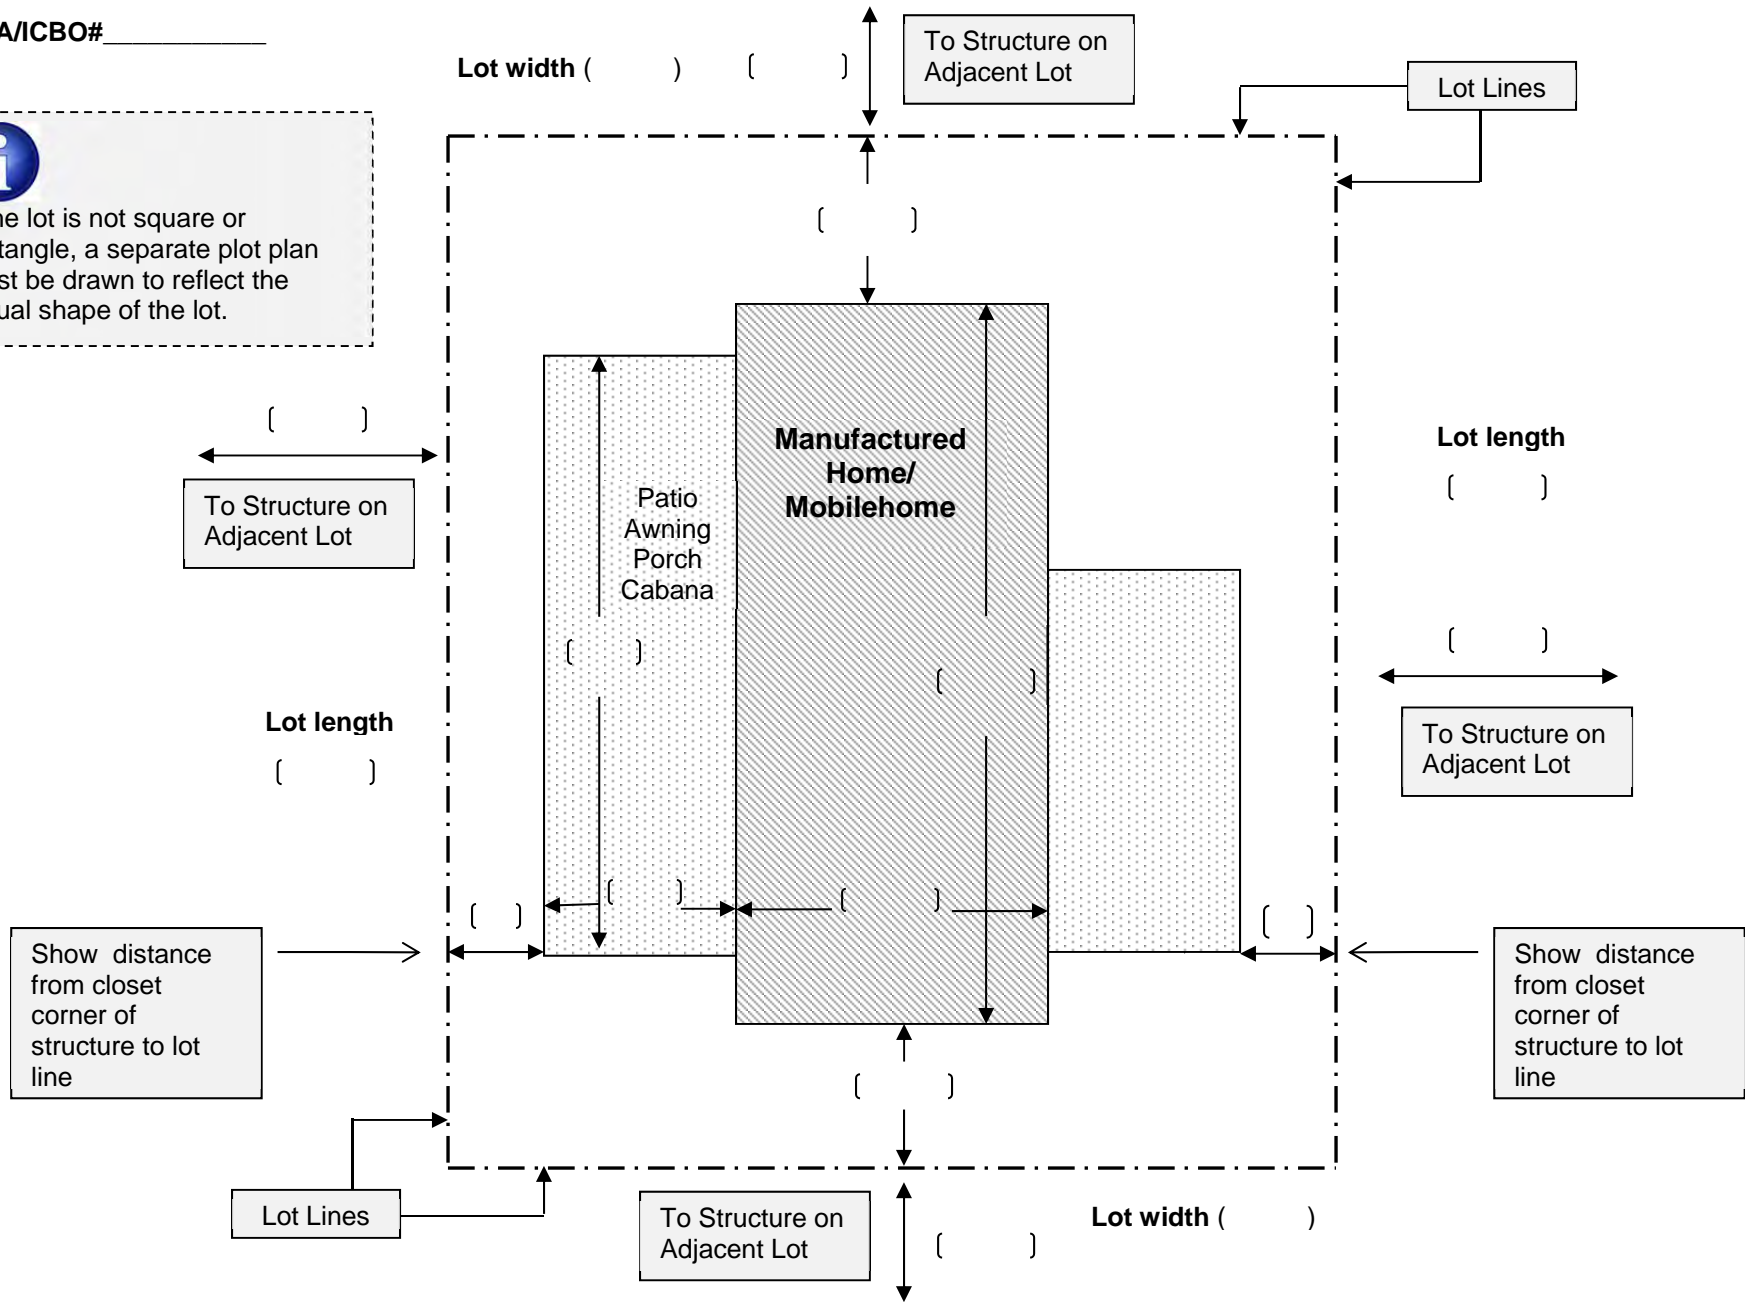 A/ICBO#___________
Lot width (          )
(          )
To Structure on
Adjacent Lot
Lot Lines
ne lot is not square or
tangle, a separate plot plan
st be drawn to reflect the
ual shape of the lot.
(          )
(          )
To Structure on
Adjacent Lot
Manufactured
Home/
Mobilehome
Patio
Awning
Porch
Cabana
Lot length
(          )
(          )
(          )
(          )
To Structure on
Adjacent Lot
Lot length
(          )
(          )
(          )
(     )
(     )
Show  distance
from closet
corner of
structure to lot
line
Show  distance
from closet
corner of
structure to lot
line
(          )
Lot Lines
To Structure on
Adjacent Lot
(          )
Lot width (          )